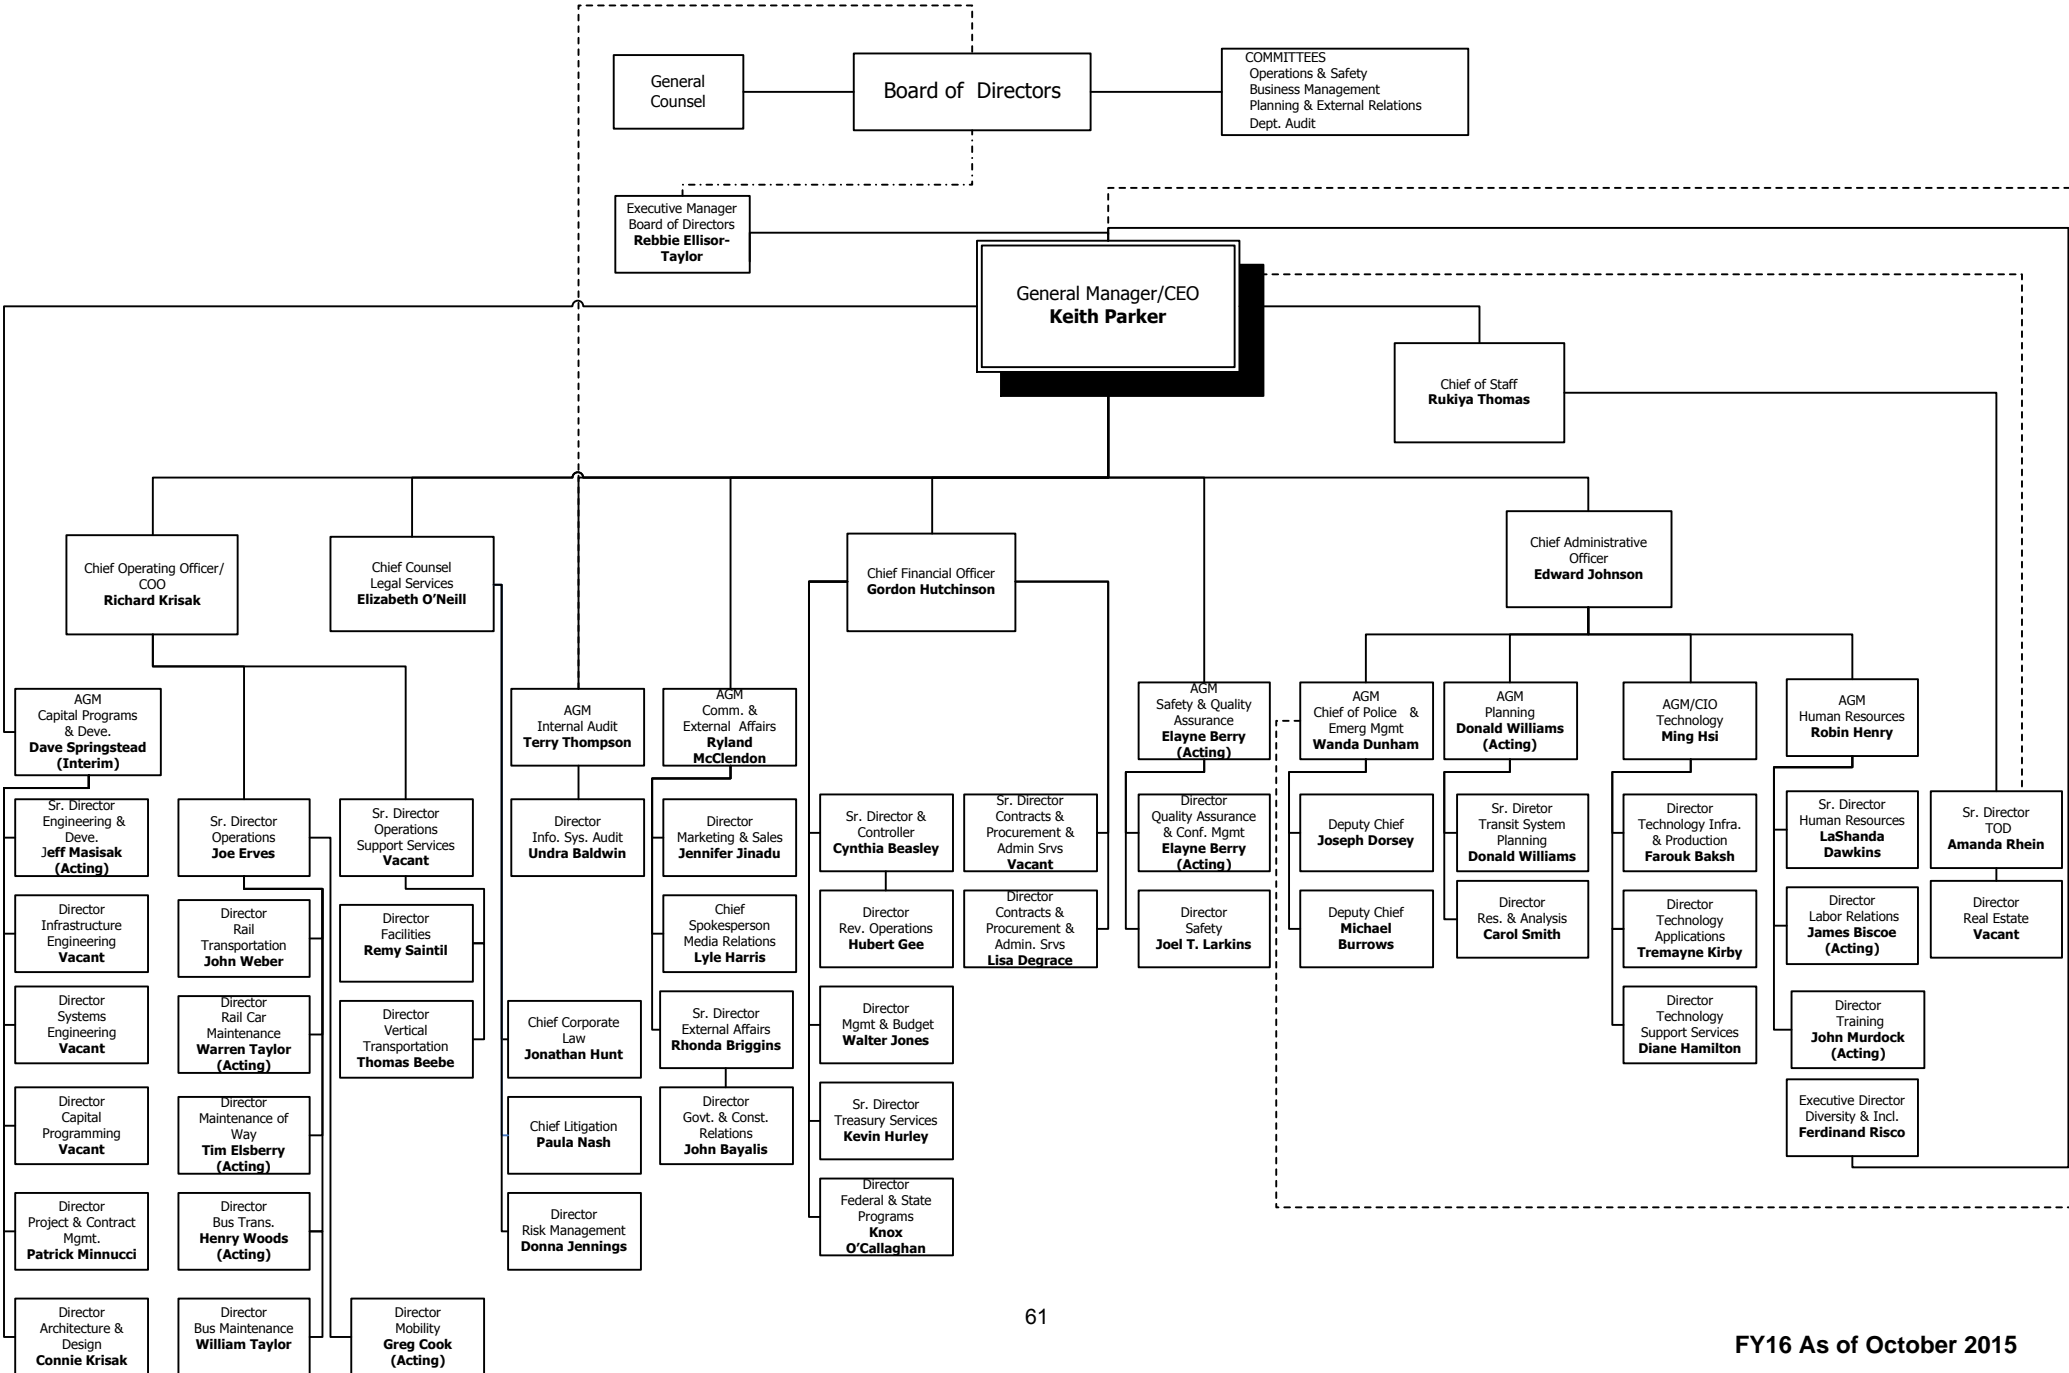 General
Counsel
Board of Directors
COMMITTEES
Operations & Safety
Business Management
Planning & External Relations
Dept. Audit
Executive Manager
Board of Directors
Rebbie Ellisor-
Taylor
General Manager/CEO
Keith Parker
Chief of Staff
Rukiya Thomas
Chief Operating Officer/
COO
Richard Krisak
Chief Counsel
Legal Services
Elizabeth O’Neill
Chief Financial Officer
Gordon Hutchinson
Chief Administrative
Officer
Edward Johnson
AGM
Capital Programs
& Deve.
Dave Springstead
(Interim)
AGM
Internal Audit
Terry Thompson
AGM
Comm. &
External Affairs
Ryland
McClendon
AGM
Safety & Quality
Assurance
Elayne Berry
(Acting)
AGM
Chief of Police &
Emerg Mgmt
Wanda Dunham
AGM
Planning
Donald Williams
(Acting)
AGM/CIO
Technology
Ming Hsi
AGM
Human Resources
Robin Henry
Sr. Director
Engineering &
Deve.
Jeff Masisak
(Acting)
Sr. Director
Operations
Joe Erves
Sr. Director
Operations
Support Services
Vacant
Director
Info. Sys. Audit
Undra Baldwin
Director
Marketing & Sales
Jennifer Jinadu
Sr. Director &
Controller
Cynthia Beasley
Sr. Director
Contracts &
Procurement &
Admin Srvs
Vacant
Director
Quality Assurance
& Conf. Mgmt
Elayne Berry
(Acting)
Deputy Chief
Joseph Dorsey
Sr. Diretor
Transit System
Planning
Donald Williams
Director
Technology Infra.
& Production
Farouk Baksh
Sr. Director
Human Resources
LaShanda
Dawkins
Sr. Director
TOD
Amanda Rhein
Director
Infrastructure
Engineering
Vacant
Director
Rail
Transportation
John Weber
Director
Facilities
Remy Saintil
Chief
Spokesperson
Media Relations
Lyle Harris
Director
Rev. Operations
Hubert Gee
Director
Contracts &
Procurement &
Admin. Srvs
Lisa Degrace
Director
Safety
Joel T. Larkins
Deputy Chief
Michael
Burrows
Director
Res. & Analysis
Carol Smith
Director
Technology
Applications
Tremayne Kirby
Director
Labor Relations
James Biscoe
(Acting)
Director
Real Estate
Vacant
Director
Systems
Engineering
Vacant
Director
Rail Car
Maintenance
Warren Taylor
(Acting)
Director
Vertical
Transportation
Thomas Beebe
Chief Corporate
Law
Jonathan Hunt
Sr. Director
External Affairs
Rhonda Briggins
Director
Mgmt & Budget
Walter Jones
Director
Technology
Support Services
Diane Hamilton
Director
Training
John Murdock
(Acting)
Director
Capital
Programming
Vacant
Director
Maintenance of
Way
Tim Elsberry
(Acting)
Chief Litigation
Paula Nash
Director
Govt. & Const.
Relations
John Bayalis
Sr. Director
Treasury Services
Kevin Hurley
Executive Director
Diversity & Incl.
Ferdinand Risco
Director
Project & Contract
Mgmt.
Patrick Minnucci
Director
Bus Trans.
Henry Woods
(Acting)
Director
Risk Management
Donna Jennings
Director
Federal & State
Programs
Knox
O’Callaghan
Director
Architecture &
Design
Connie Krisak
Director
Bus Maintenance
William Taylor
Director
Mobility
Greg Cook
(Acting)
61
FY16 As of October 2015